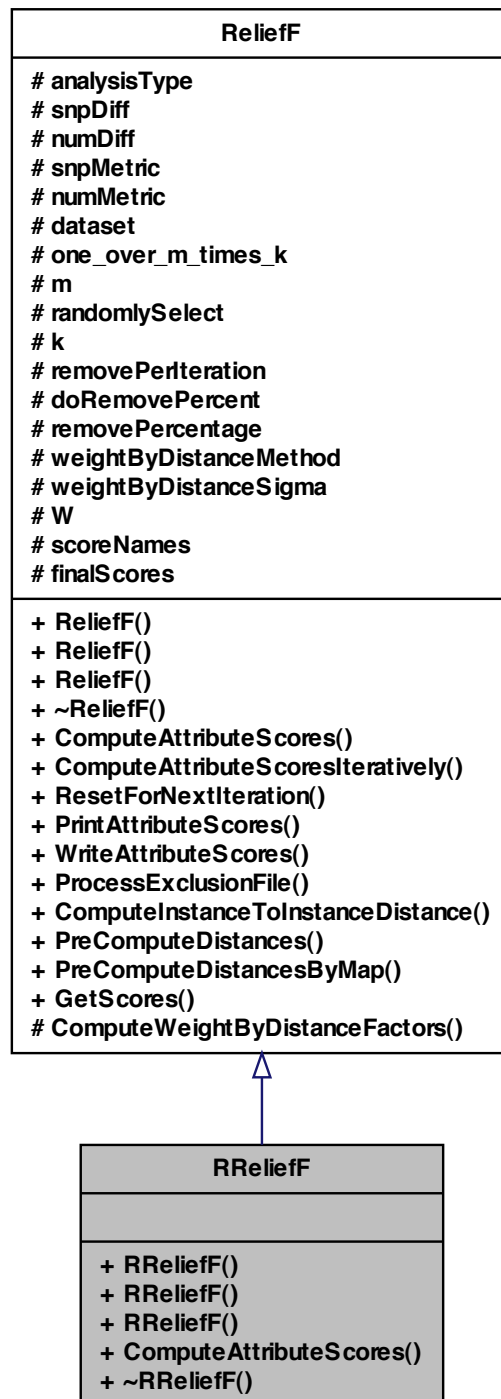 ReliefF
# analysisType
# snpDiff
# numDiff
# snpMetric
# numMetric
# dataset
# one_over_m_times_k
# m
# randomlySelect
# k
# removePerIteration
# doRemovePercent
# removePercentage
# weightByDistanceMethod
# weightByDistanceSigma
# W
# scoreNames
# finalScores
+ ReliefF()
+ ReliefF()
+ ReliefF()
+ ~ReliefF()
+ ComputeAttributeScores()
+ ComputeAttributeScoresIteratively()
+ ResetForNextIteration()
+ PrintAttributeScores()
+ WriteAttributeScores()
+ ProcessExclusionFile()
+ ComputeInstanceToInstanceDistance()
+ PreComputeDistances()
+ PreComputeDistancesByMap()
+ GetScores()
# ComputeWeightByDistanceFactors()
RReliefF
+ RReliefF()
+ RReliefF()
+ RReliefF()
+ ComputeAttributeScores()
+ ~RReliefF()